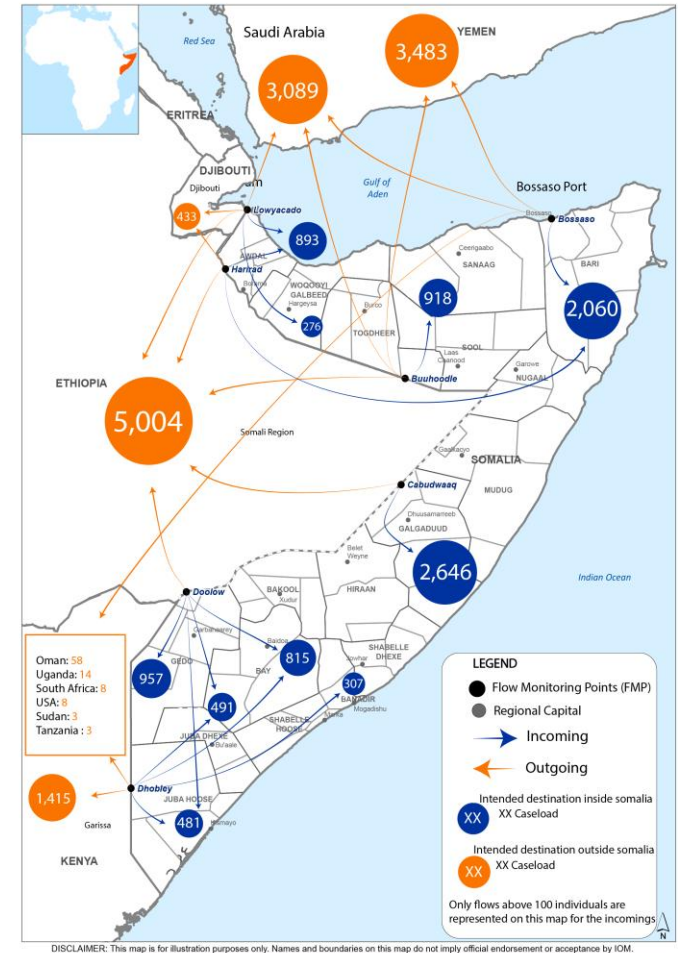 Saudi Arabia
YEMEN
Red Sea
3,483
3,089
ERITREA
DJIBOUTI
Djibouti
Gulf of
Aden
Bossaso Port
433
Bossaso
Bossaso
893
Ceerigaabo
SANAAG
BARI
AWDAL
Harirad
Borama
WOQOOYI
GALBEED
Hargeysa
276
Burco
TOGDHEER
918
2,060
SOOL
Laas
Caanood
Garowe
NUGAAL
Buuhoodle
ETHIOPIA
5,004
Somali Region
Gaalkacyo
SOMALIA
Cabudwaaq
MUDUG
Dhuusamarreeb
GALGADUUD
Belet
Weyne
2,646
Indian Ocean
Doolow
BAKOOL
Xudur
HIRAAN
Garbahaarey
GEDO
Baidoa
BAY
815
SHABELLE
DHEXE
Jowhar
957
307
BANADIR
Mogadishu
491
SHABELLE
HOOSE
Marka
JUBA DHEXE
Bu'aale
Oman: 58
Uganda: 14
South Africa: 8
USA: 8
Sudan: 3
Tanzania : 3
1,415
Dhobley
JUBA HOOSE
Garissa
481
KENYA
LEGEND
Flow Monitoring Points (FMP)
Regional Capital
Incoming
Outgoing
Intended destination inside somalia
XX XX Caseload
Intended destination outside somalia
XX XX Caseload
Only flows above 100 individuals are
represented on this map for the incomings
N
DISCLAIMER: This map is for illustration purposes only. Names and boundaries on this map do not imply official endorsement or acceptance by IOM.